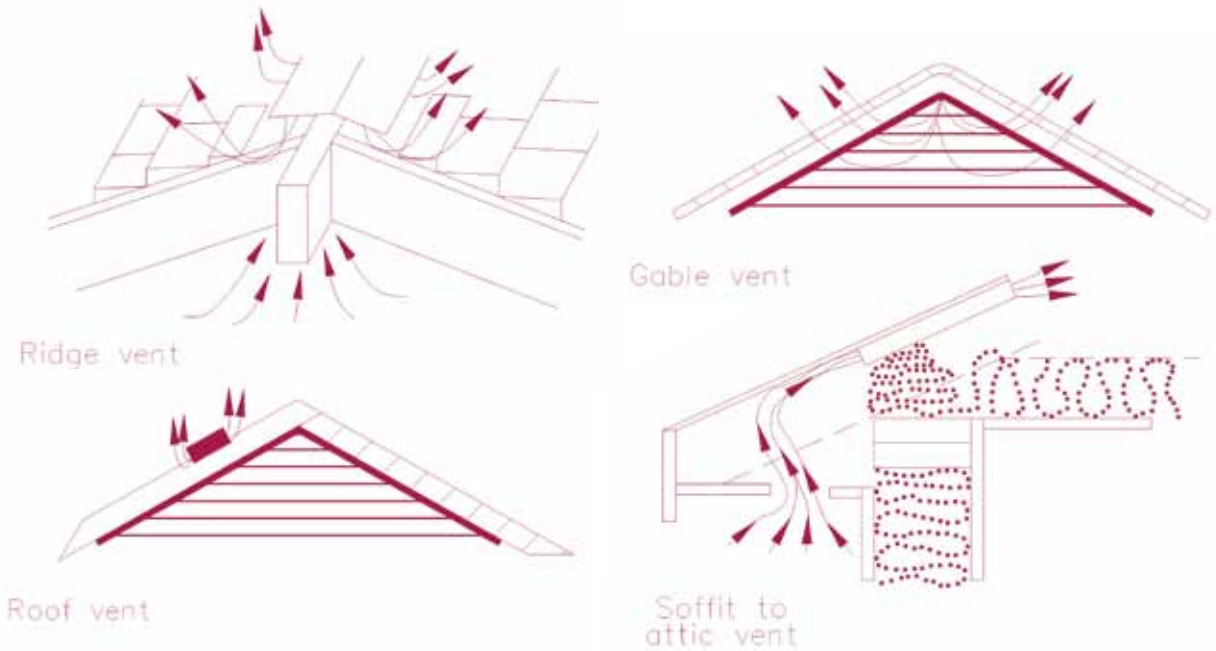 Ridge vent
Gable vent
Roof vent
Soffit to
attic vent